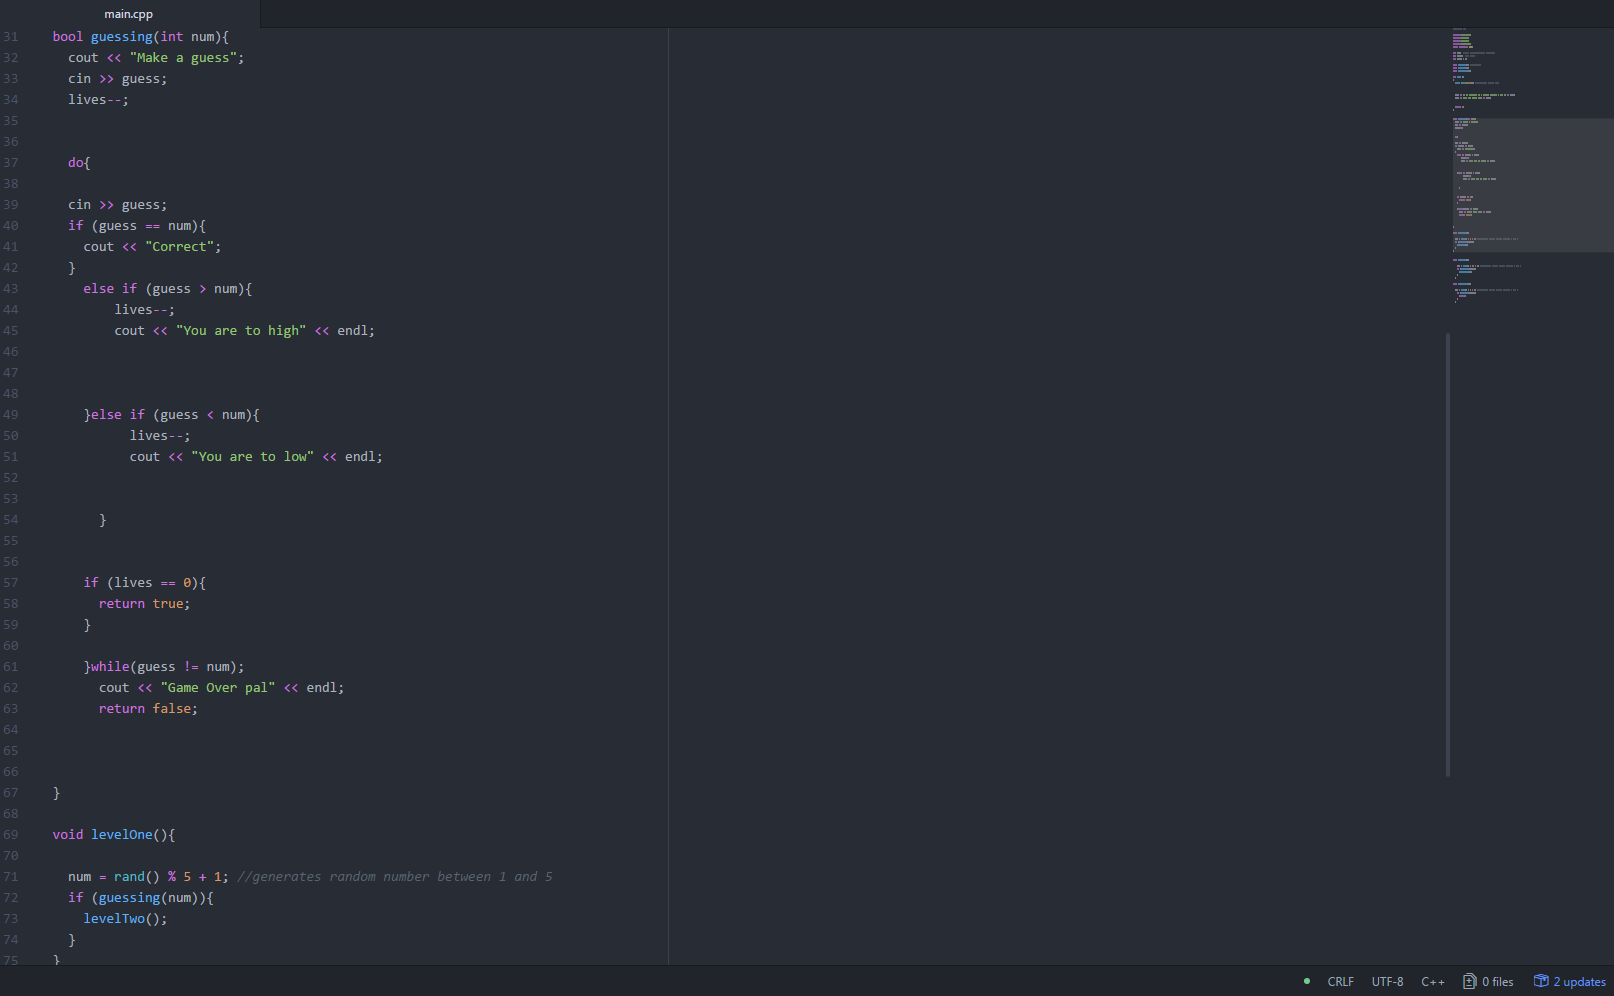 main.cpp
31 bool guessing(int num){
32 cout << "Make a guess";
33 cin >> guess;
34 lives--;
35
36
37 do{
38
39 cin >> guess;
40 if (guess == num){
41 cout << "Correct";
42 }
43 else if (guess > num){
44 lives--;
45 cout << "You are to high" << endl;
46
47
48
49 }else if (guess < num){
50 lives--;
51 cout << "You are to low" << endl;
52
53
54 }
55
56
57 if (lives == 0){
58 return true;
59 }
60
61 }while(guess != num);
62 cout << "Game Over pal" << endl;
63 return false;
64
65
66
67 }
68
69 void levelOne(){
70
71 num = rand() % 5 + 1; //generates random number between 1 and 5
72 if (guessing(num)){
73 levelTwo();
74 }
75 }
CRLF UTF-8 C++ 0 files 2 updates